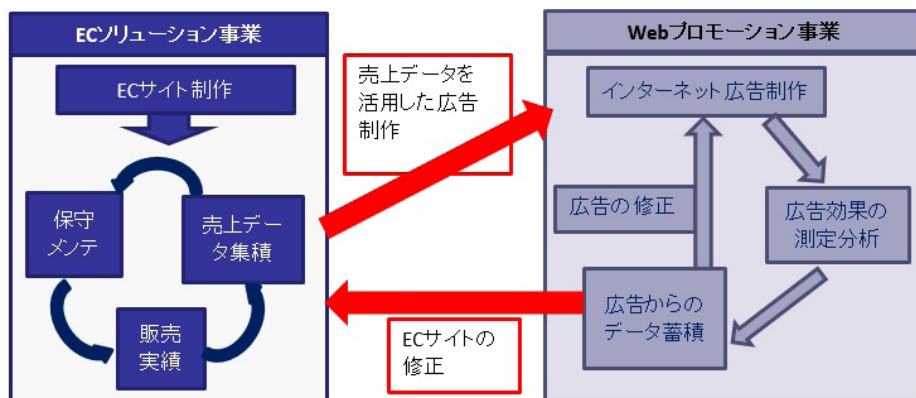 ECソリューション事業
ECサイト制作
保守
メンテ
売上デー
タ集積
販売
実績
売上データを
活用した広告
制作
ECサイトの
修正
Webプロモーション事業
インターネット広告制作
広告の修正
広告効果の
測定分析
広告からの
データ蓄積